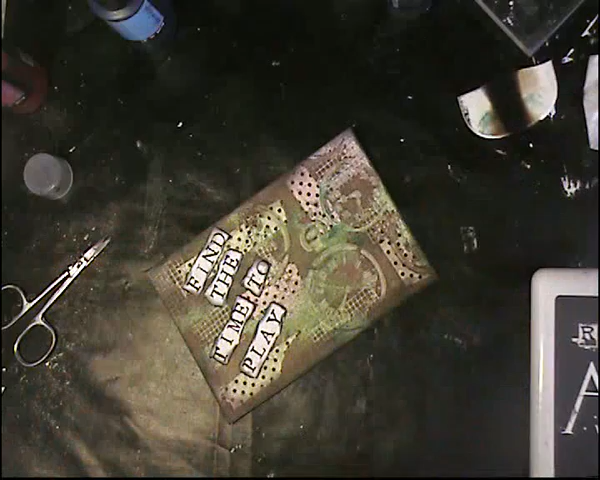 FIND
THE
TIME TO
PLAY
R
A